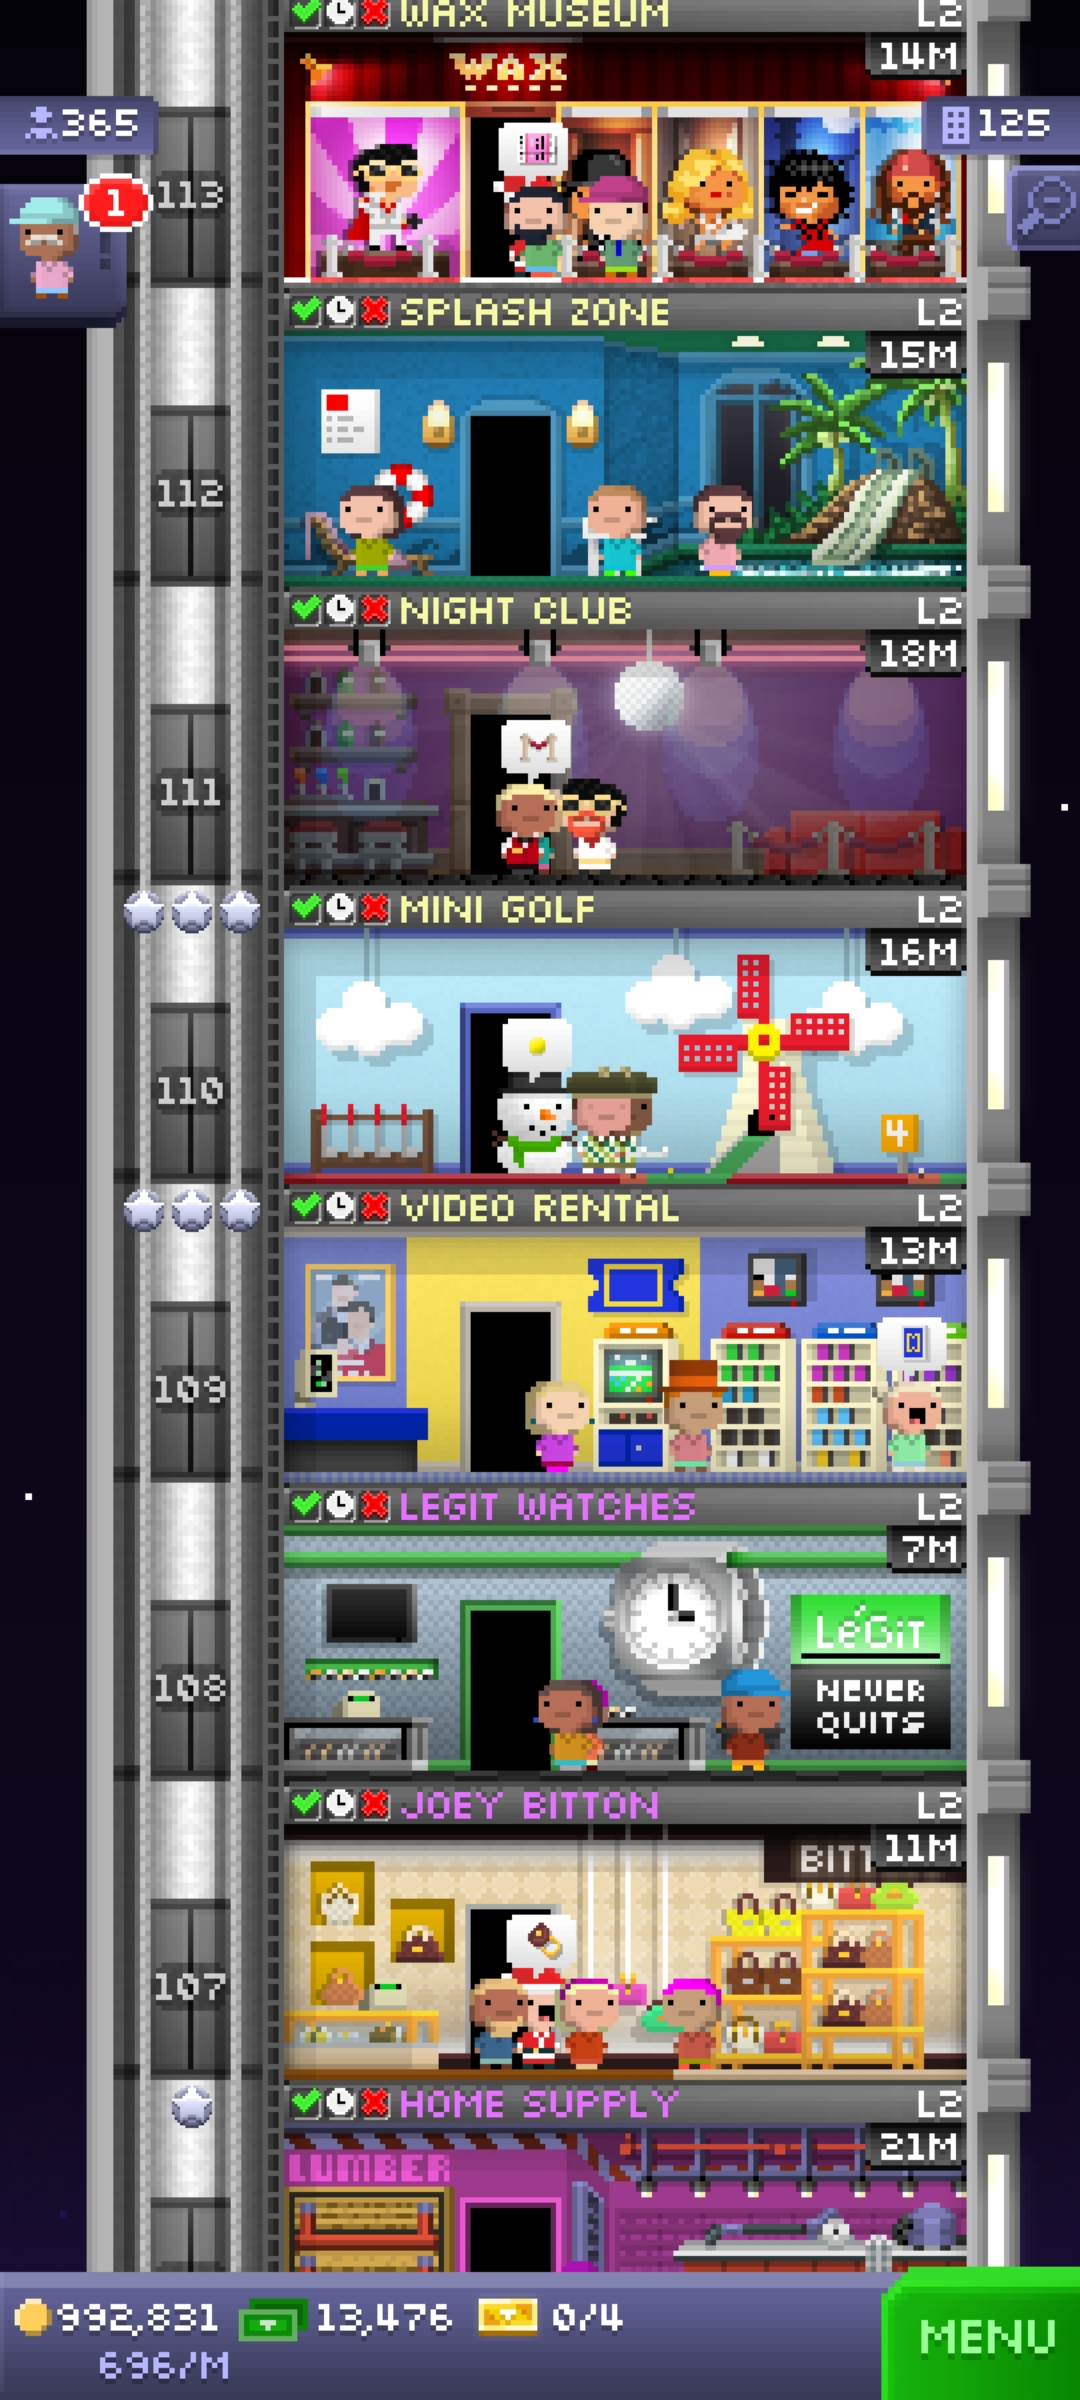 WAX MUSEUM L2
14M
WAX
365
125
1
113
SPLASH ZONE L2
15M
112
NIGHT CLUB L2
18M
111
MINI GOLF L2
16M
110
4
VIDEO RENTAL L2
13M
109
LEGIT WATCHES L2
7M
LéGiT
NEVER
QUITS
108
JOEY BITTON L2
11M
BITT
107
HOME SUPPLY L2
21M
LUMBER
992,831 13,476 0/4
696/M
MENU